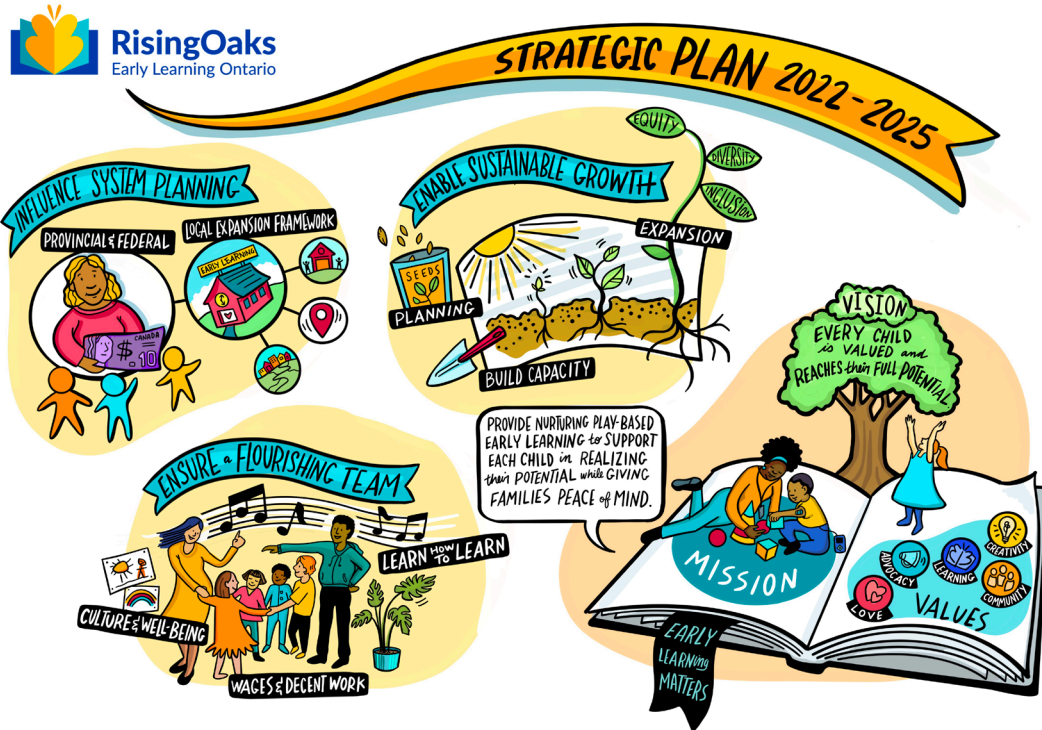 RisingOaks
Early Learning Ontario
STRATEGIC PLAN 2022-2025
INFLUENCE SYSTEM PLANNING
PROVINCIAL & FEDERAL
LOCAL EXPANSION FRAMEWORK
EARLY LEARNING
$
CANADA
$ 10
ENABLE SUSTAINABLE GROWTH
EQUITY
DIVERSITY
INCLUSION
EXPANSION
SEEDS
PLANNING
BUILD CAPACITY
ENSURE a FLOURISHING TEAM
LEARN HOW TO LEARN
CULTURE & WELL-BEING
WAGES & DECENT WORK
PROVIDE NURTURING PLAY-BASED
EARLY LEARNING to SUPPORT
EACH CHILD in REALIZING
their POTENTIAL while GIVING
FAMILIES PEACE of MIND.
VISION
EVERY CHILD
is VALUED and
REACHES their FULL POTENTIAL
MISSION
CREATIVITY
ADVOCACY
LEARNING
COMMUNITY
LOVE
VALUES
EARLY
LEARNING
MATTERS